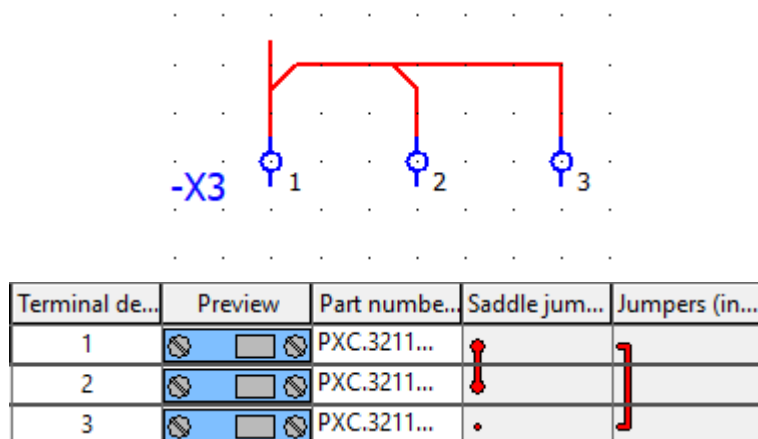 -X3 1 2 3
Terminal de... Preview Part numbe... Saddle jum... Jumpers (in...
1 PXC.3211...
2 PXC.3211...
3 PXC.3211...